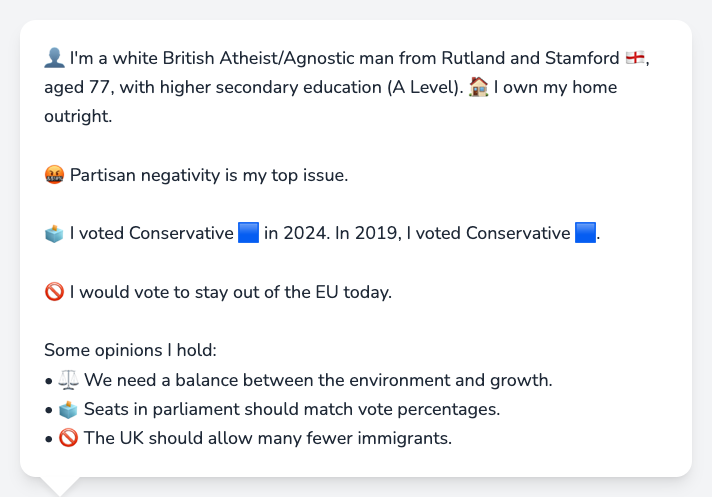 👤 I'm a white British Atheist/Agnostic man from Rutland and Stamford 🏴󠁧󠁢󠁥󠁮󠁧󠁿,
aged 77, with higher secondary education (A Level). 🏠 I own my home
outright.
🤬 Partisan negativity is my top issue.
🗳️ I voted Conservative 🟦 in 2024. In 2019, I voted Conservative 🟦.
🚫 I would vote to stay out of the EU today.
Some opinions I hold:
• ⚖️ We need a balance between the environment and growth.
• 🗳️ Seats in parliament should match vote percentages.
• 🚫 The UK should allow many fewer immigrants.